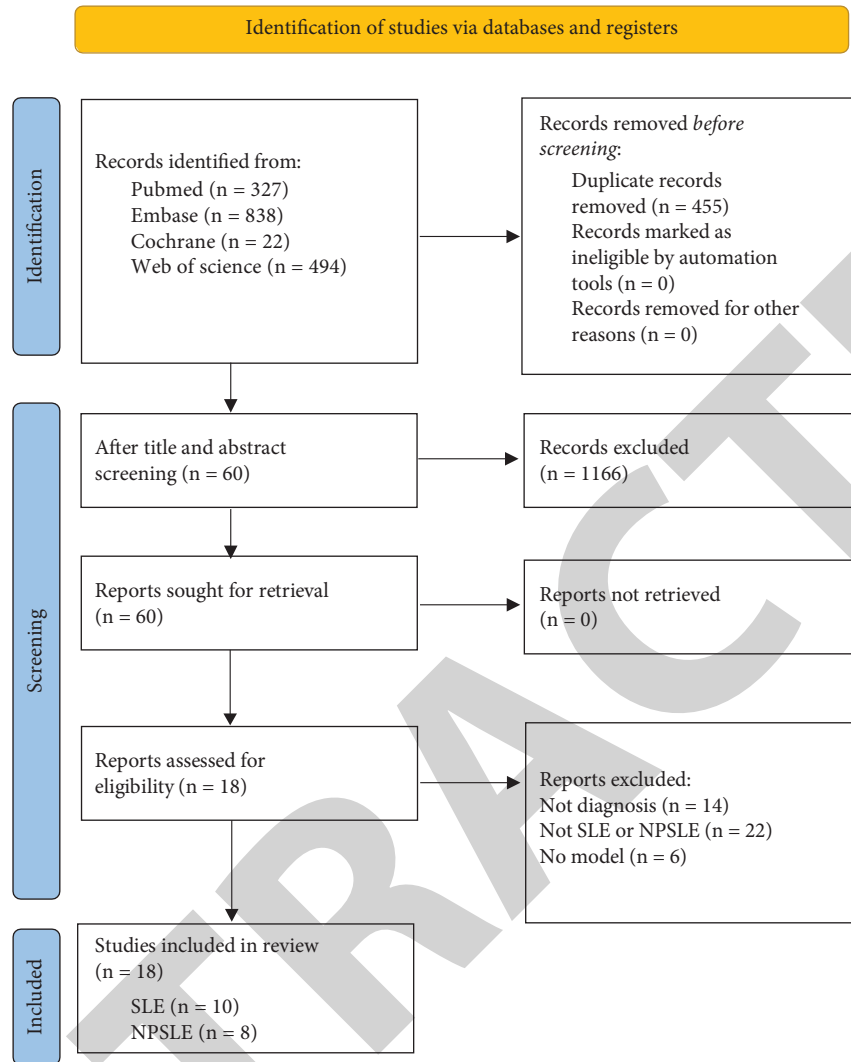 Identification of studies via databases and registers
Identification
Records identified from:
Pubmed (n = 327)
Embase (n = 838)
Cochrane (n = 22)
Web of science (n = 494)
Records removed before
screening:
Duplicate records
removed (n = 455)
Records marked as
ineligible by automation
tools (n = 0)
Records removed for other
reasons (n = 0)
Screening
After title and abstract
screening (n = 60)
Records excluded
(n = 1166)
Reports sought for retrieval
(n = 60)
Reports not retrieved
(n = 0)
Reports assessed for
eligibility (n = 18)
Reports excluded:
Not diagnosis (n = 14)
Not SLE or NPSLE (n = 22)
No model (n = 6)
Included
Studies included in review
(n = 18)
SLE (n = 10)
NPSLE (n = 8)
TRACT